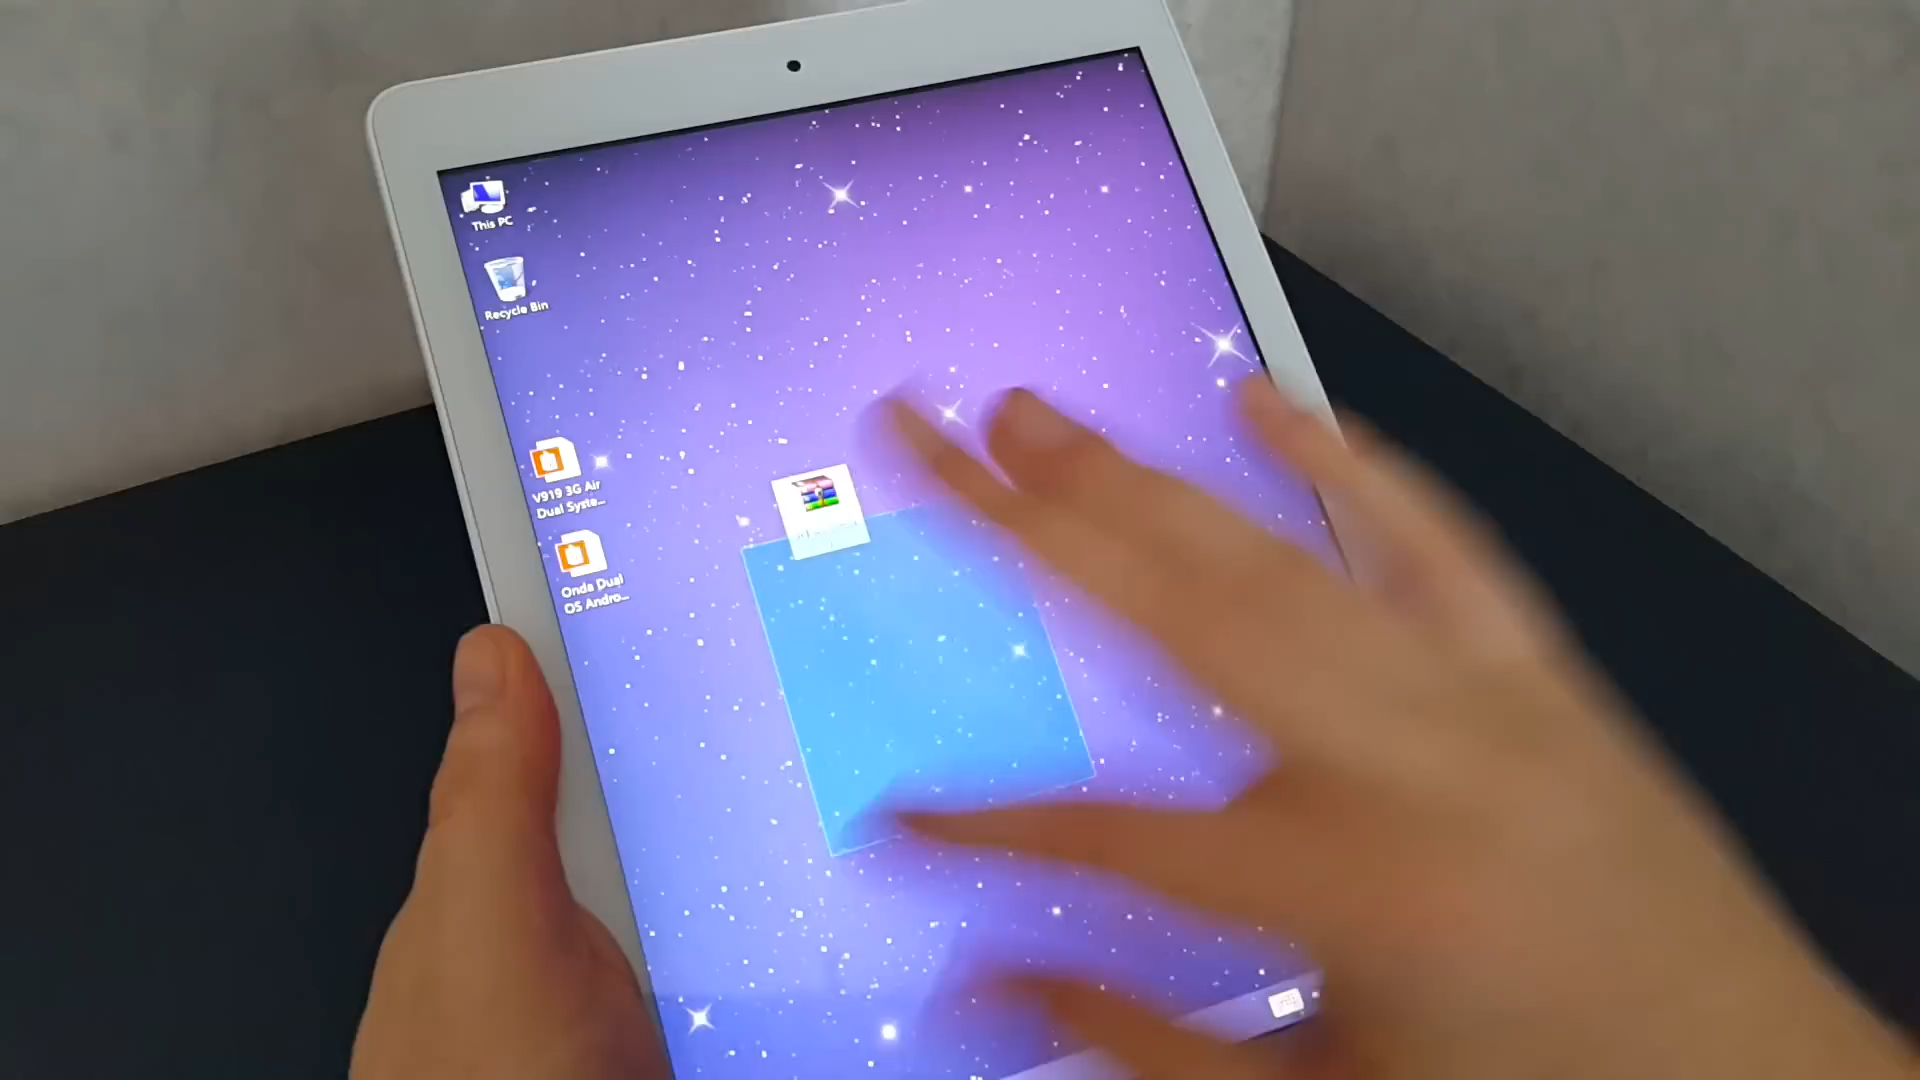 This PC
Recycle Bin
V919 3G Air
Dual Syste...
Onda Dual
OS Andro...